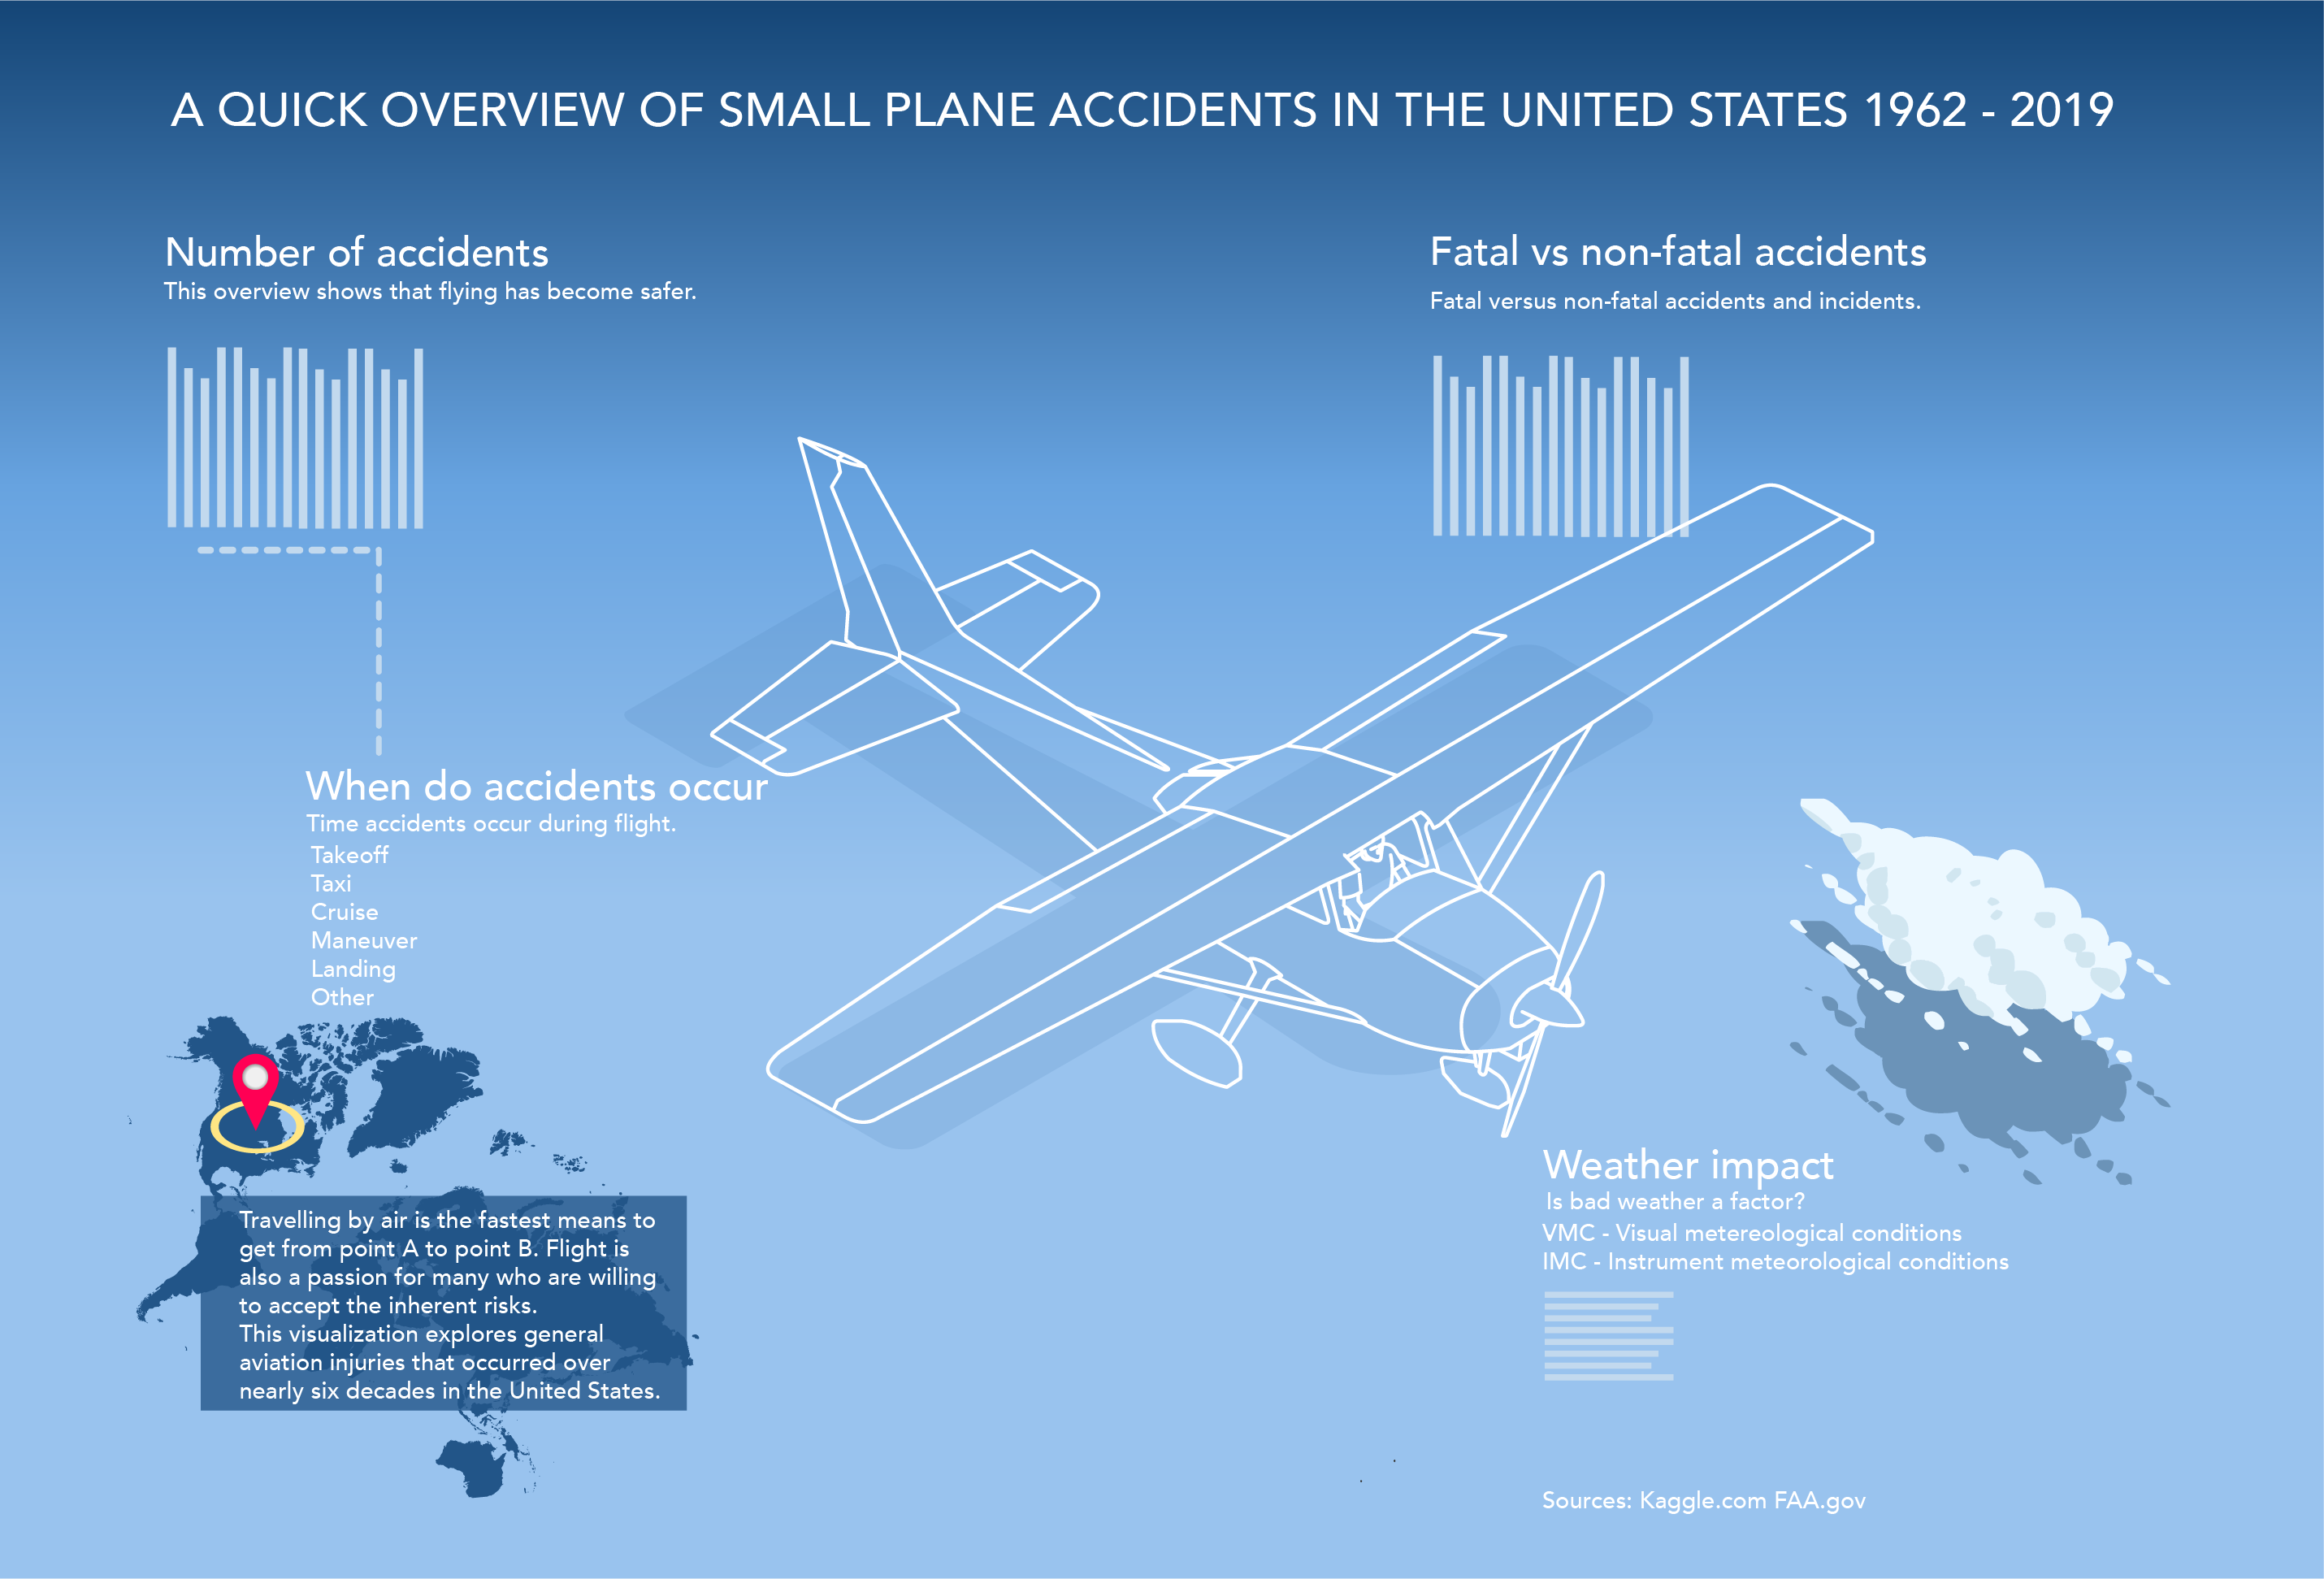 A QUICK OVERVIEW OF SMALL PLANE ACCIDENTS IN THE UNITED STATES 1962 - 2019
Number of accidents
This overview shows that flying has become safer.
Fatal vs non-fatal accidents
Fatal versus non-fatal accidents and incidents.
When do accidents occur
Time accidents occur during flight.
Takeoff
Taxi
Cruise
Maneuver
Landing
Other
Travelling by air is the fastest means to
get from point A to point B. Flight is
also a passion for many who are willing
to accept the inherent risks.
This visualization explores general
aviation injuries that occurred over
nearly six decades in the United States.
Weather impact
Is bad weather a factor?
VMC - Visual metereological conditions
IMC - Instrument meteorological conditions
Sources: Kaggle.com FAA.gov